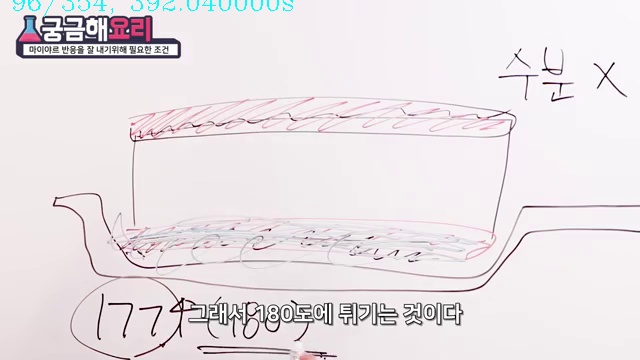 96/354, 392.040000s
궁금해요리
마이야르 반응을 잘 내기위해 필요한 조건
수분 X
177↑ (180)
그래서 180도에 튀기는 것이다